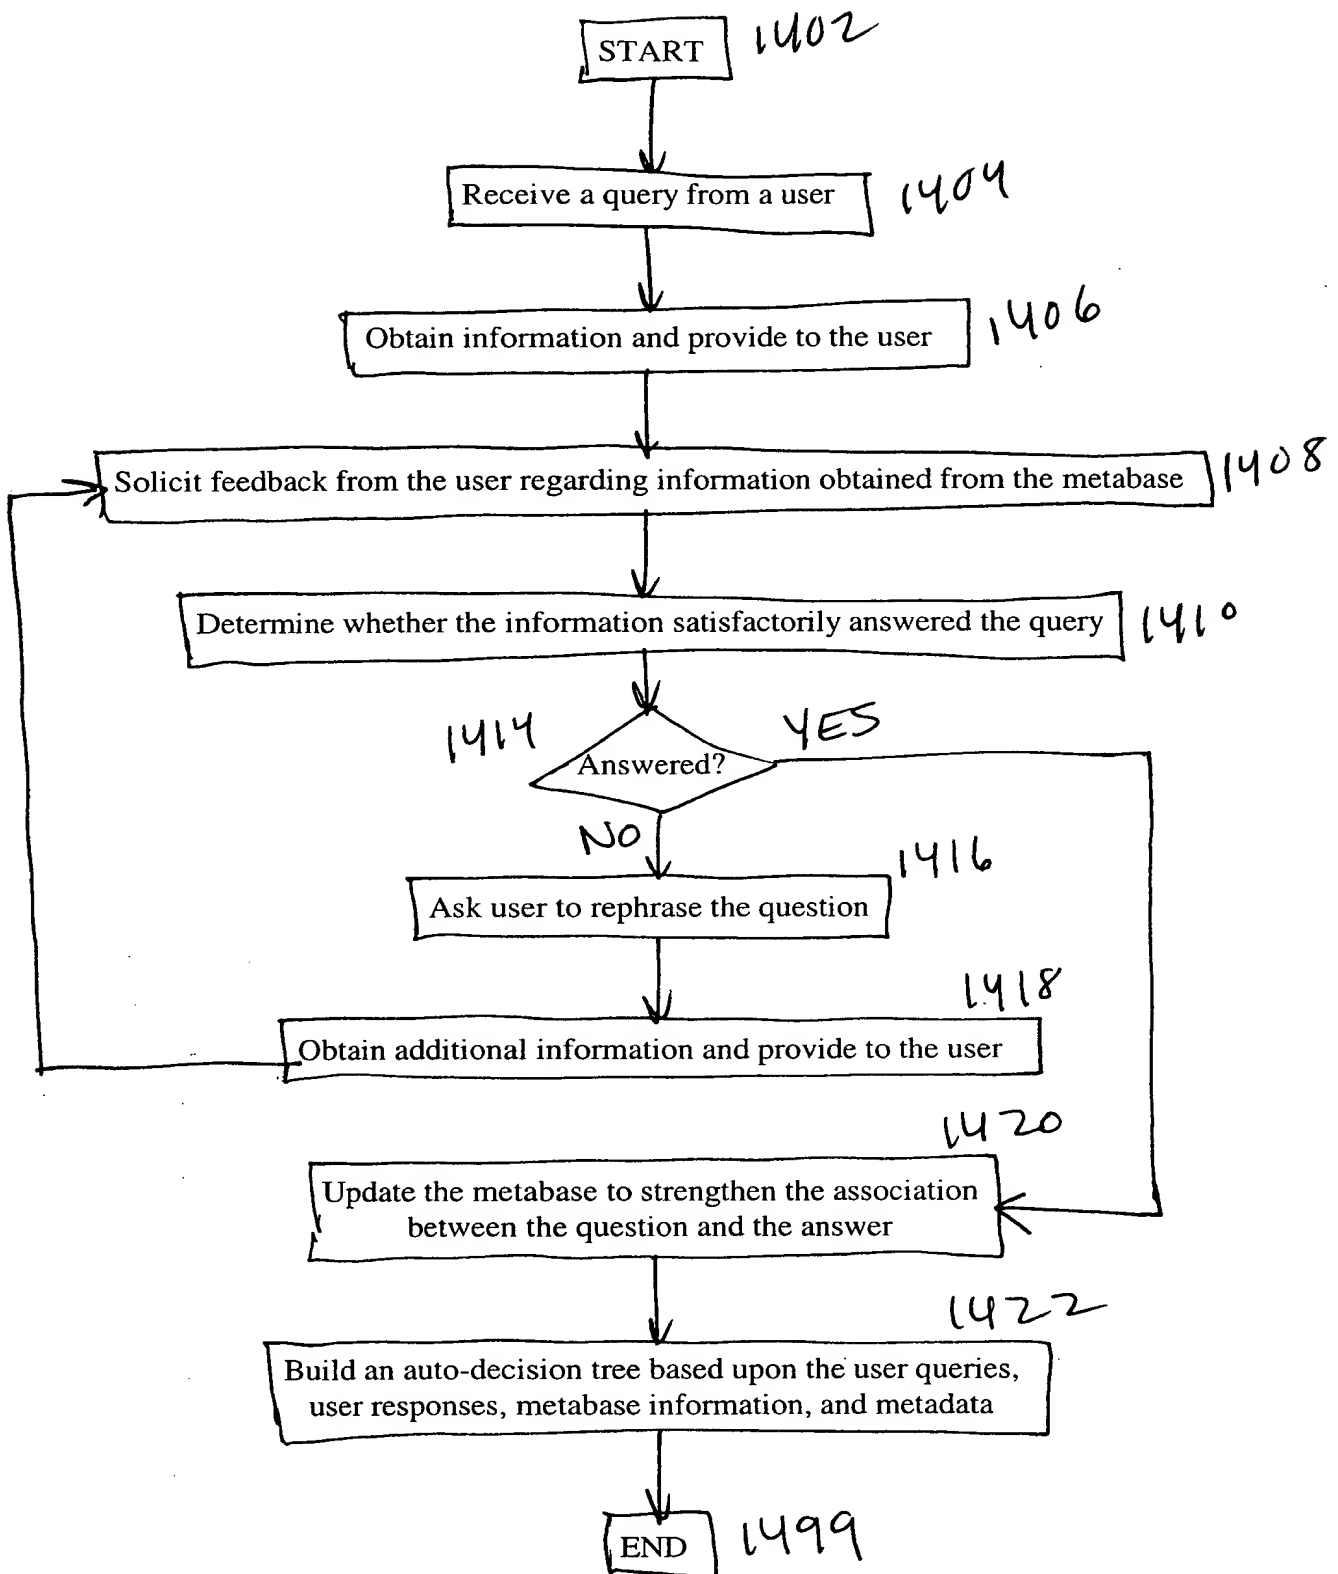 START 1402
Receive a query from a user 1404
Obtain information and provide to the user 1406
Solicit feedback from the user regarding information obtained from the metabase 1408
Determine whether the information satisfactorily answered the query 1410
1414 YES
Answered?
NO
1416
Ask user to rephrase the question
1418
Obtain additional information and provide to the user
1420
Update the metabase to strengthen the association
between the question and the answer
1422
Build an auto-decision tree based upon the user queries,
user responses, metabase information, and metadata
END 1499